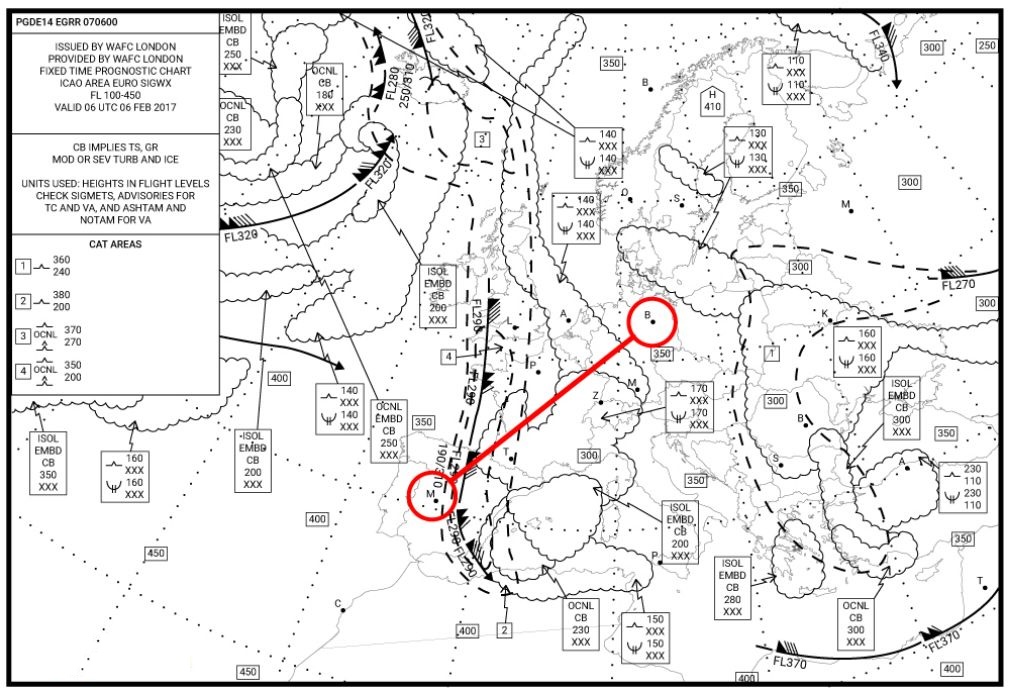 PGDE14 EGRR 070600
ISSUED BY WAFC LONDON
PROVIDED BY WAFC LONDON
FIXED TIME PROGNOSTIC CHART
ICAO AREA EURO SIGWX
FL 100-450
VALID 06 UTC 06 FEB 2017
CB IMPLIES TS, GR
MOD OR SEV TURB AND ICE
UNITS USED: HEIGHTS IN FLIGHT LEVELS
CHECK SIGMETS, ADVISORIES FOR
TC AND VA, AND ASHTAM AND
NOTAM FOR VA
CAT AREAS
1 360
240
2 380
200
3 OCNL 370
270
4 OCNL 350
200
ISOL
EMBD
CB
250
XXX
OCNL
CB
230
XXX
OCNL
CB
180
XXX
FL280
250/310
FL320
FL320
FL320
FL340
300
250
350
B
H
410
110
XXX
110
XXX
3
140
XXX
140
XXX
130
XXX
130
XXX
140
XXX
140
XXX
O
S
350
M
300
ISOL
EMBD
CB
200
XXX
300
FL270
300
FL290
L
A
B
K
350
1
160
XXX
160
XXX
4
P
FL290
M
Z
170
XXX
170
XXX
300
B
ISOL
EMBD
CB
300
XXX
400
140
XXX
140
XXX
OCNL
EMBD
CB
250
XXX
350
ISOL
EMBD
CB
350
XXX
160
XXX
160
XXX
ISOL
EMBD
CB
200
XXX
T
300
S
350
350
230
110
230
110
M
400
ISOL
EMBD
CB
200
XXX
450
350
P
ISOL
EMBD
CB
280
XXX
T
C
OCNL
CB
230
XXX
150
XXX
150
XXX
OCNL
CB
300
XXX
400
2
FL370
FL370
450
400
400